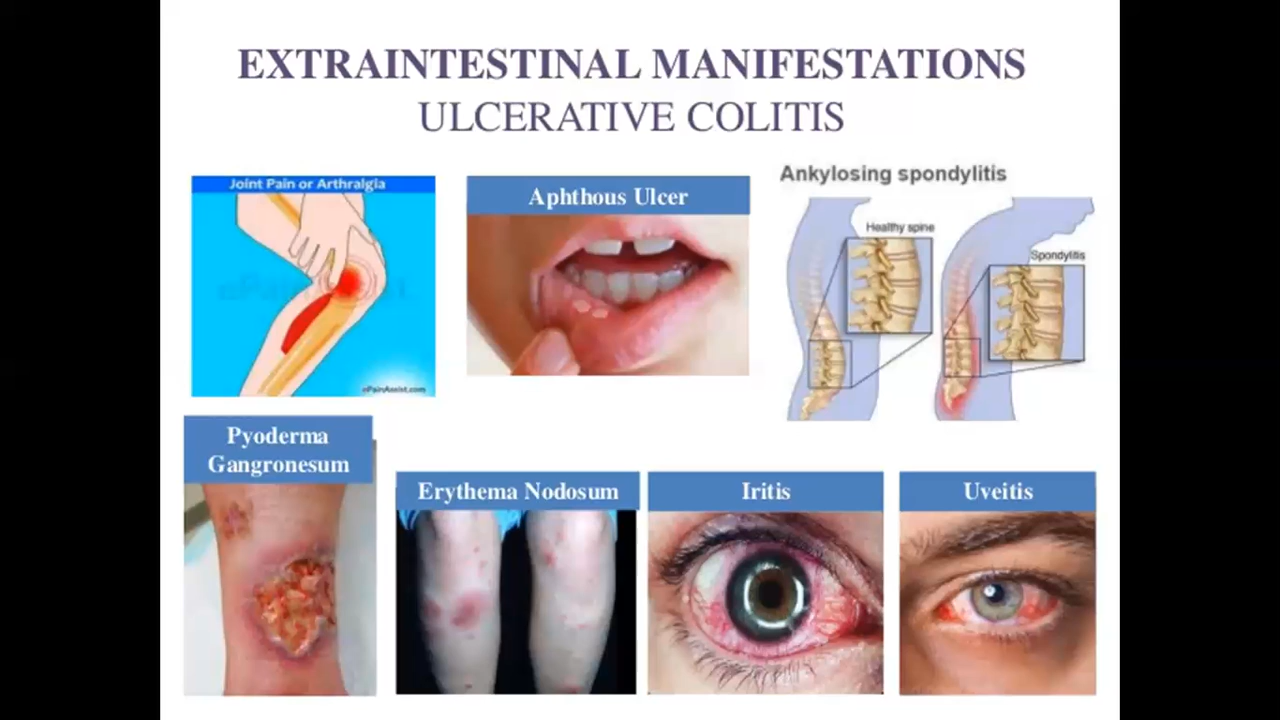 EXTRAINTESTINAL MANIFESTATIONS
ULCERATIVE COLITIS
Joint Pain or Arthralgia
ePainAssist
ePainAssist.com
Aphthous Ulcer
Ankylosing spondylitis
Healthy spine
Spondylitis
Pyoderma
Gangronesum
Erythema Nodosum
Iritis
Uveitis